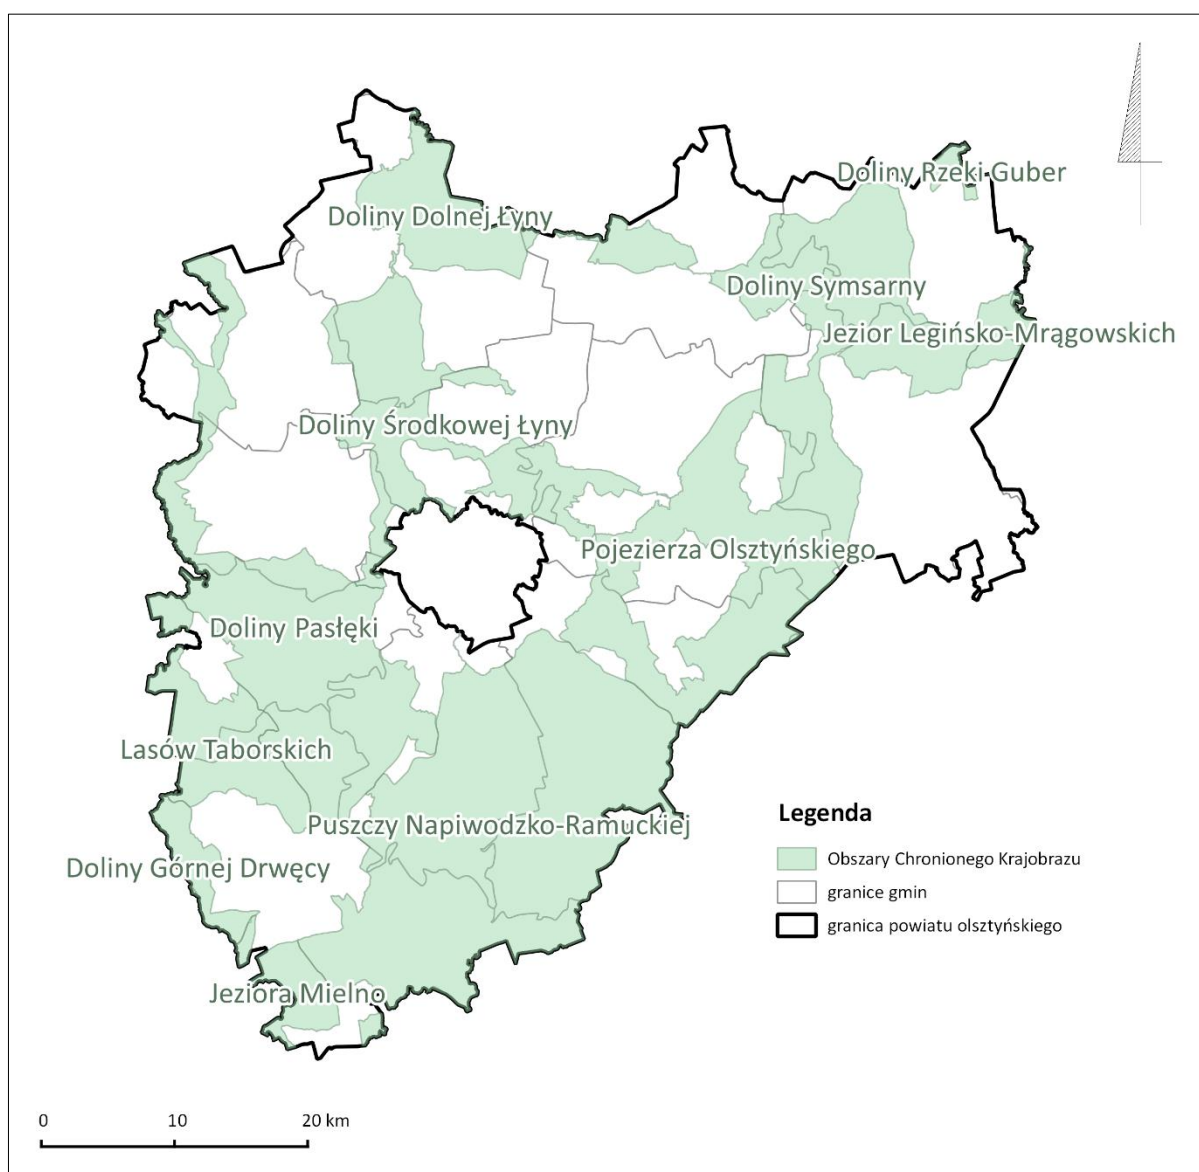 Doliny Rzeki Guber
Doliny Dolnej Łyny
Doliny Symsarny
Jezior Legińsko-Mrągowskich
Doliny Środkowej Łyny
Pojezierza Olsztyńskiego
Doliny Pasłęki
Lasów Taborskich
Puszczy Napiwodzko-Ramuckiej
Doliny Górnej Drwęcy
Jeziora Mielno
Legenda
Obszary Chronionego Krajobrazu
granice gmin
granica powiatu olsztyńskiego
0 10 20 km